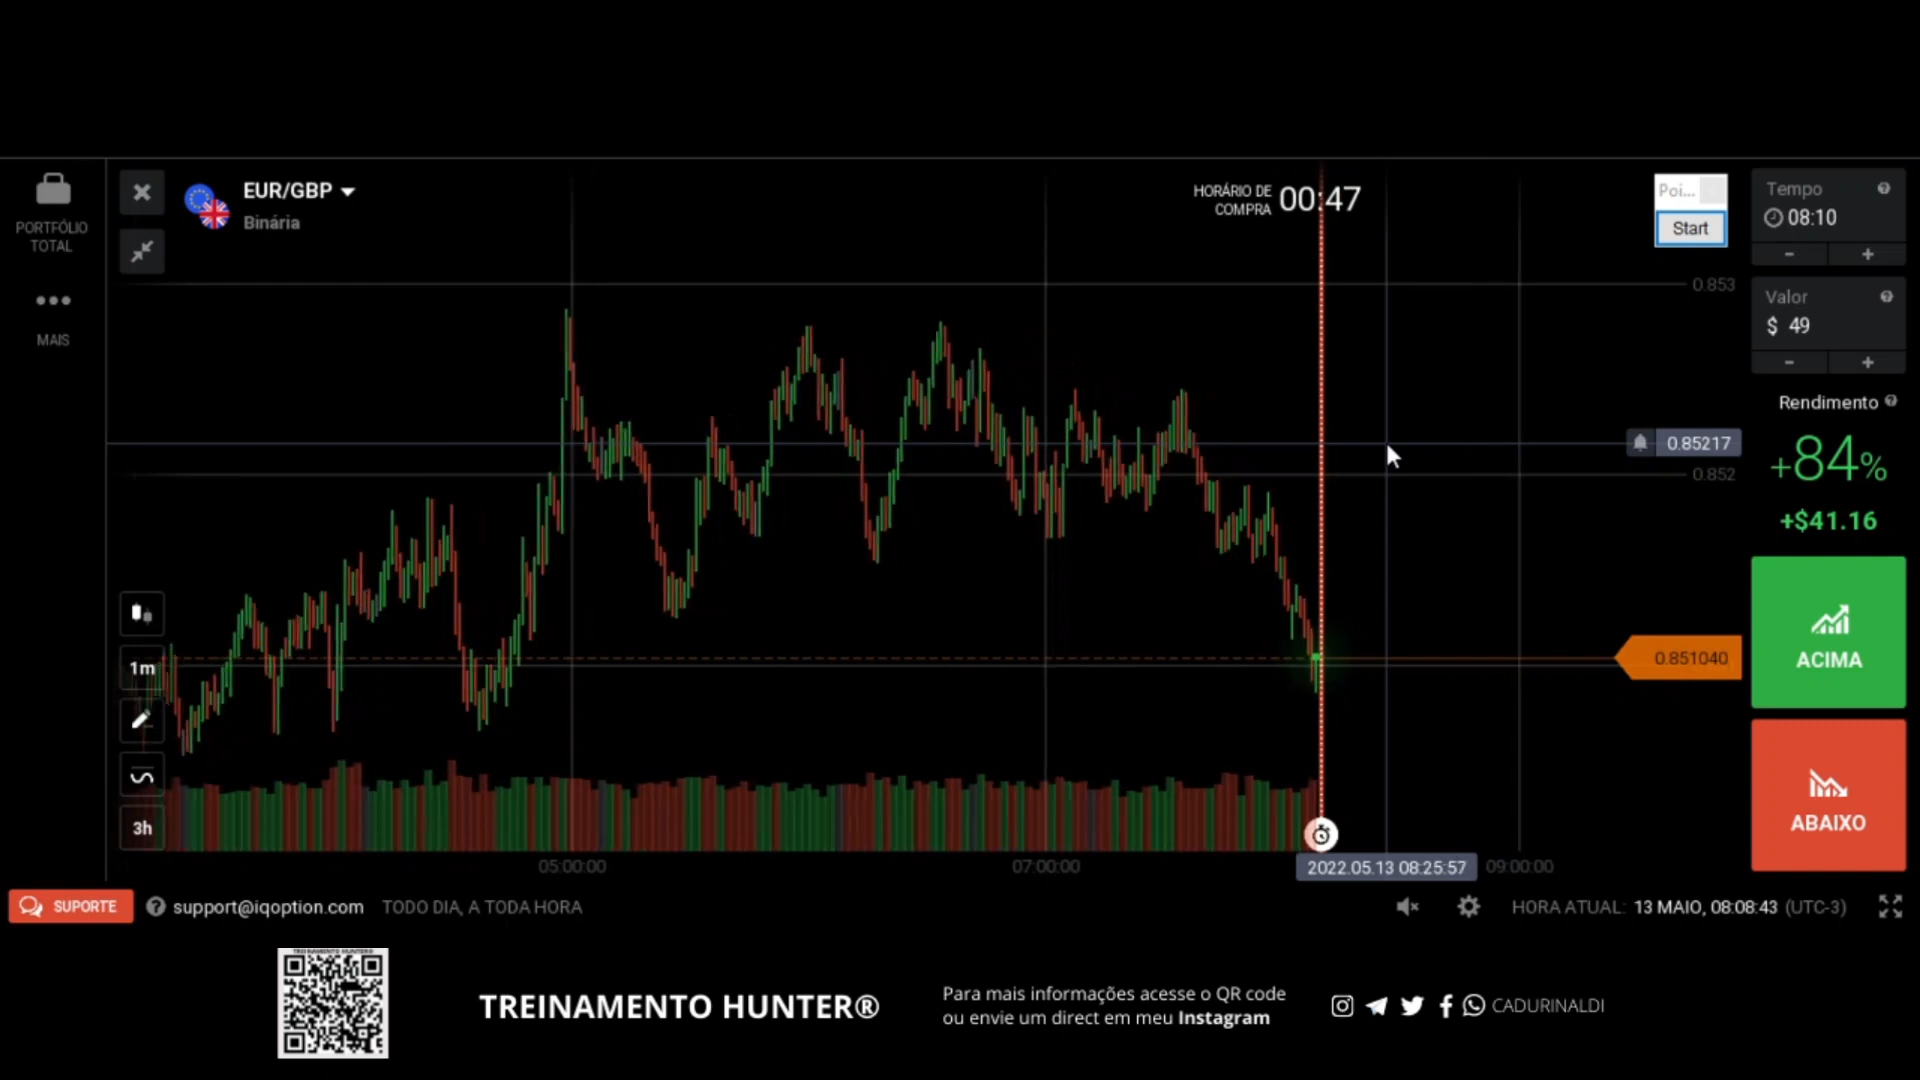 PORTFÓLIO
TOTAL
MAIS
EUR/GBP
Binária
HORÁRIO DE
COMPRA
00:47
Poi...
Start
Tempo
08:10
-
+
Valor
$ 49
-
+
Rendimento
+84%
+$41.16
ACIMA
ABAIXO
0.853
0.85217
0.852
0.851040
1m
3h
05:00:00
07:00:00
2022.05.13 08:25:57
09:00:00
SUPORTE
support@iqoption.com TODO DIA, A TODA HORA
HORA ATUAL: 13 MAIO, 08:08:43 (UTC-3)
TREINAMENTO HUNTER®
Para mais informações acesse o QR code
ou envie um direct em meu Instagram
CADURINALDI